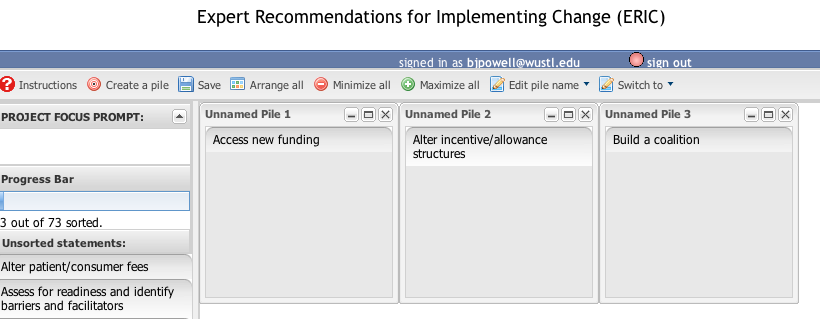 Expert Recommendations for Implementing Change (ERIC)
signed in as bjpowell@wustl.edu sign out
Instructions Create a pile Save Arrange all Minimize all Maximize all Edit pile name Switch to
PROJECT FOCUS PROMPT:
Progress Bar
3 out of 73 sorted.
Unsorted statements:
Alter patient/consumer fees
Assess for readiness and identify
barriers and facilitators
Unnamed Pile 1
Access new funding
Unnamed Pile 2
Alter incentive/allowance
structures
Unnamed Pile 3
Build a coalition